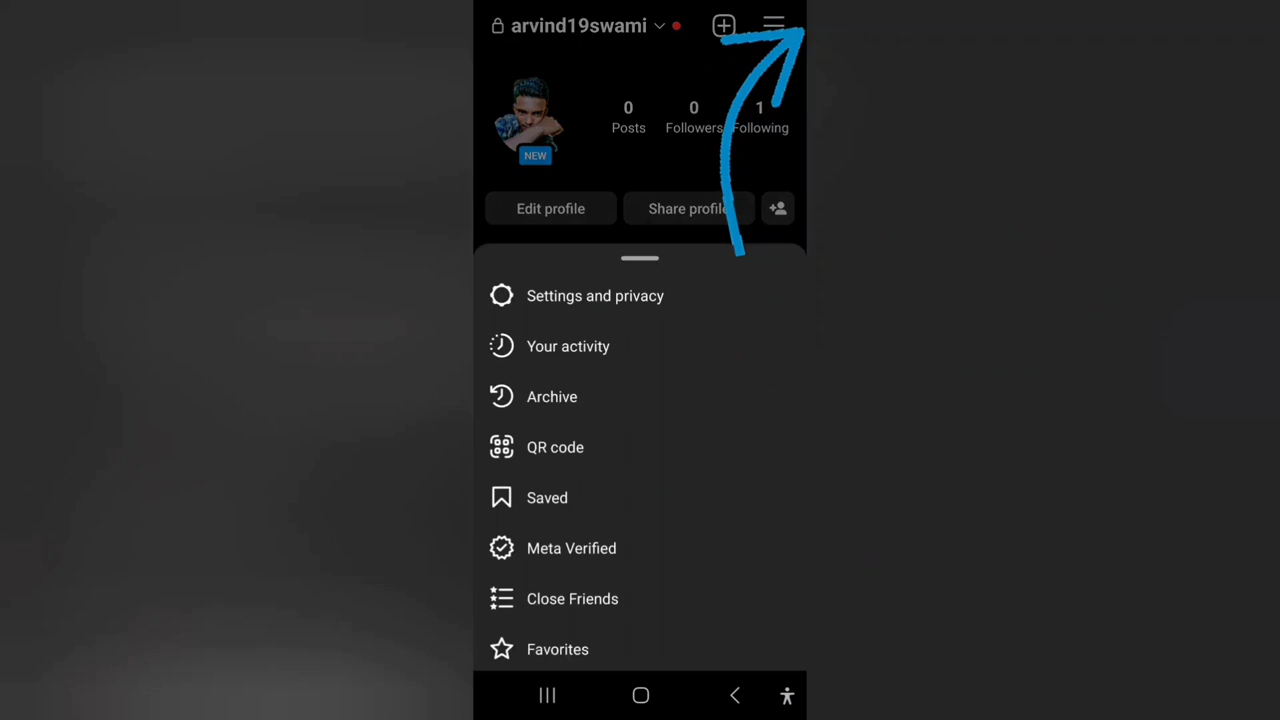 arvind19swami
0 0 1
Posts Followers Following
NEW
Edit profile Share profile
Settings and privacy
Your activity
Archive
QR code
Saved
Meta Verified
Close Friends
Favorites